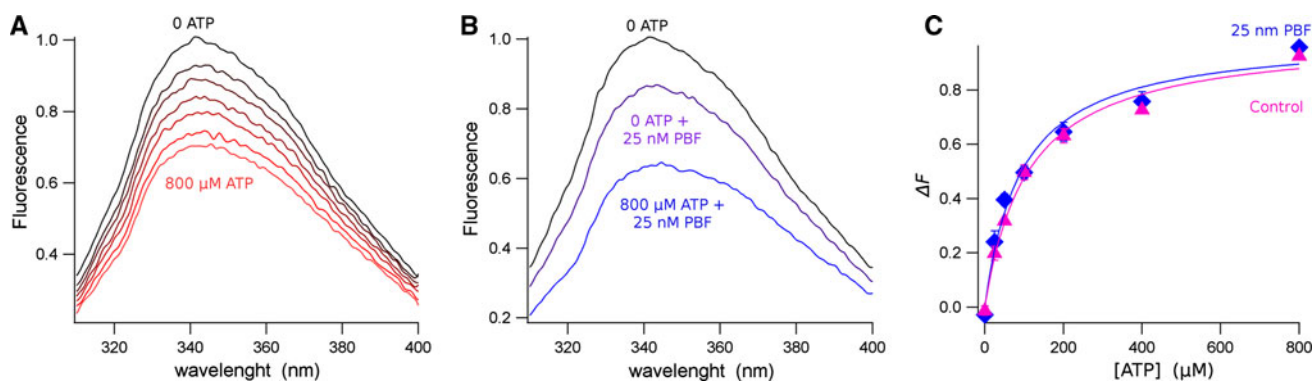 A
0 ATP
1.0
0.8
0.6
0.4
Fluorescence
800 µM ATP
320
340
360
380
400
wavelenght (nm)
B
0 ATP
1.0
0.8
0.6
0.4
0.2
Fluorescence
0 ATP +
25 nM PBF
800 µM ATP +
25 nM PBF
320
340
360
380
400
wavelenght (nm)
C
25 nm PBF
Control
0.8
0.6
0.4
0.2
0.0
ΔF
0
200
400
600
800
[ATP] (µM)